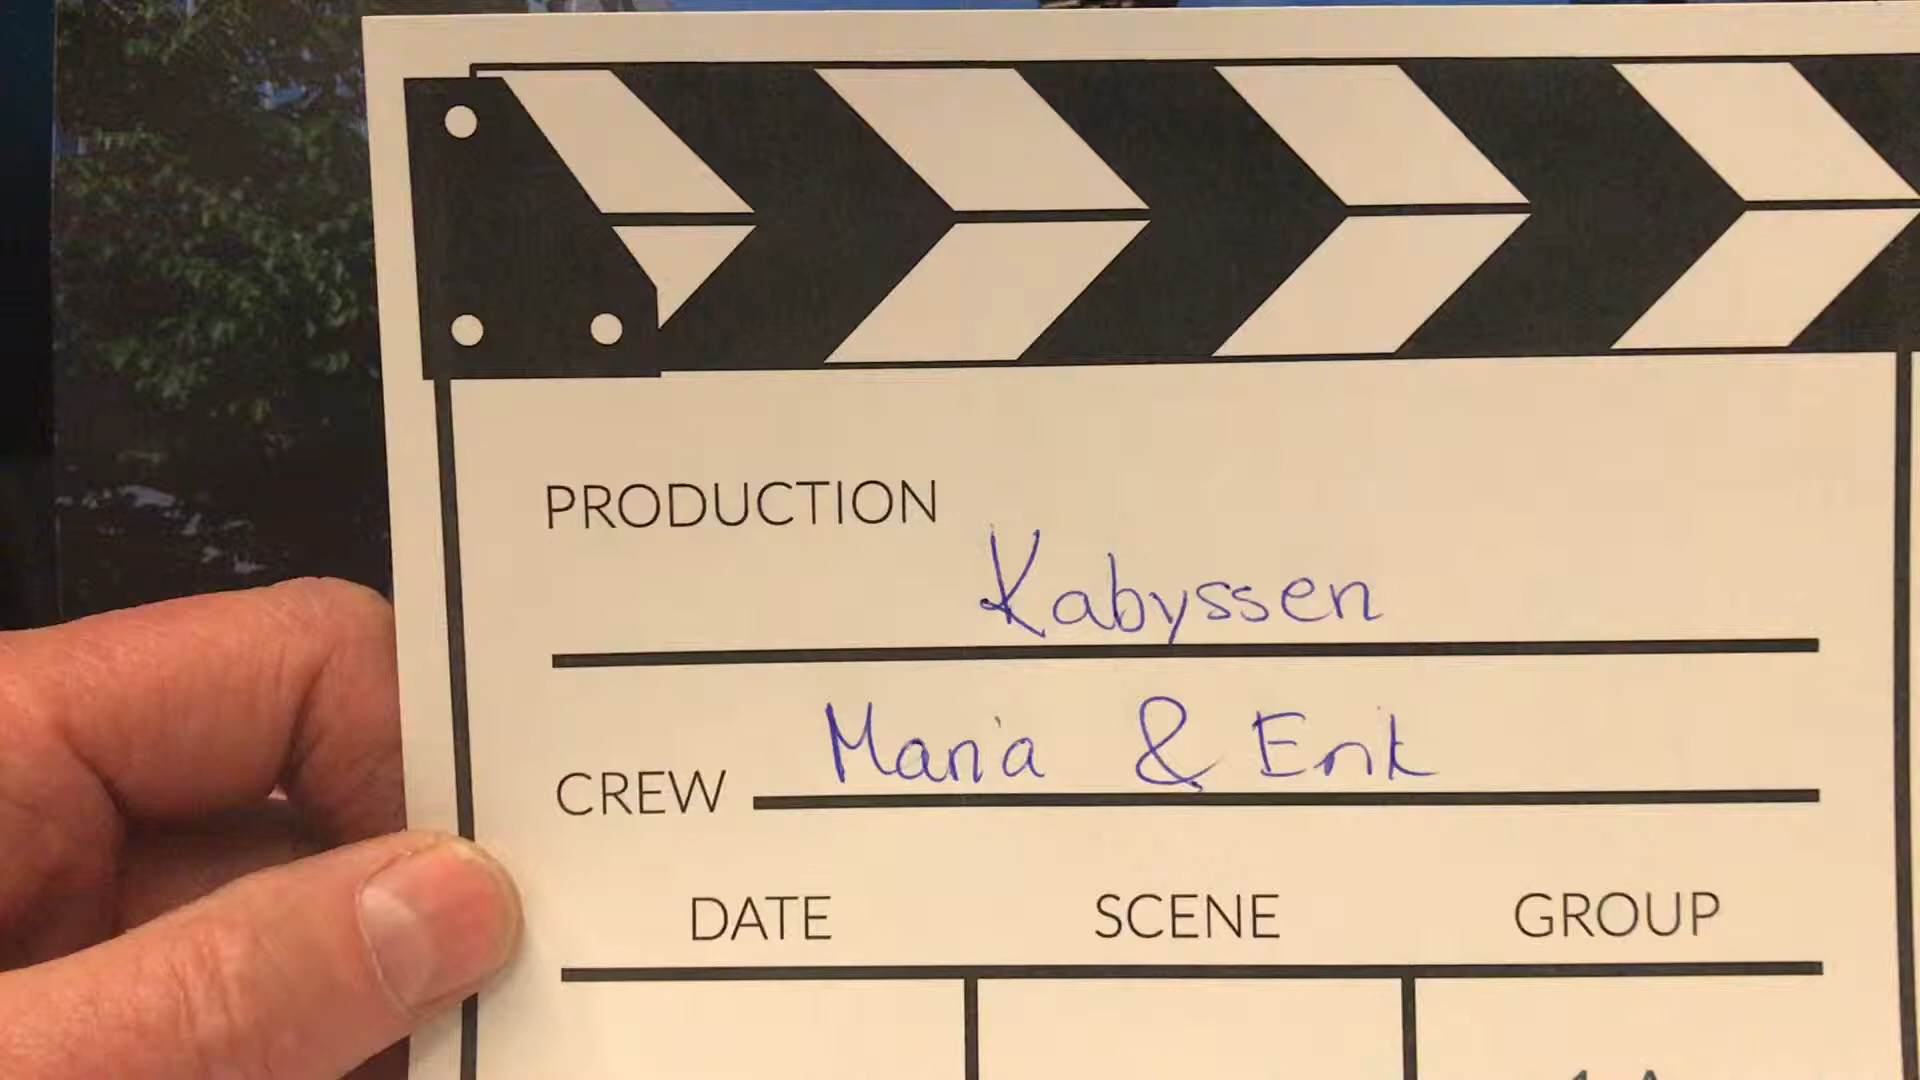 PRODUCTION
Kabyssen
CREW Maria & Erik
DATE SCENE GROUP